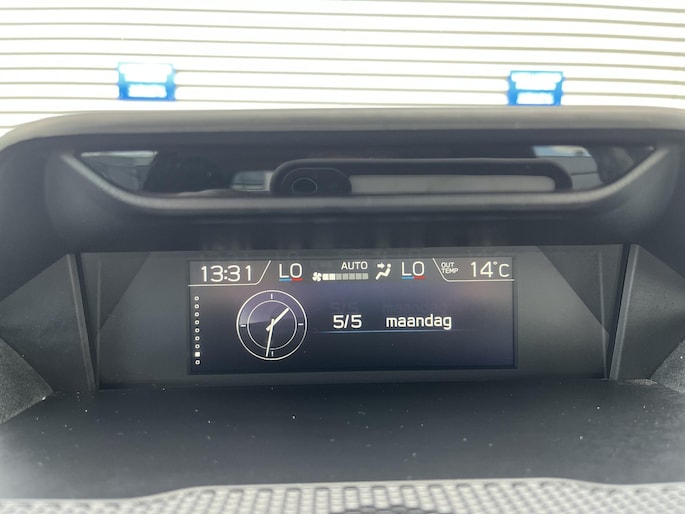 13:31 LO AUTO LO OUT TEMP 14°C
5/5 maandag